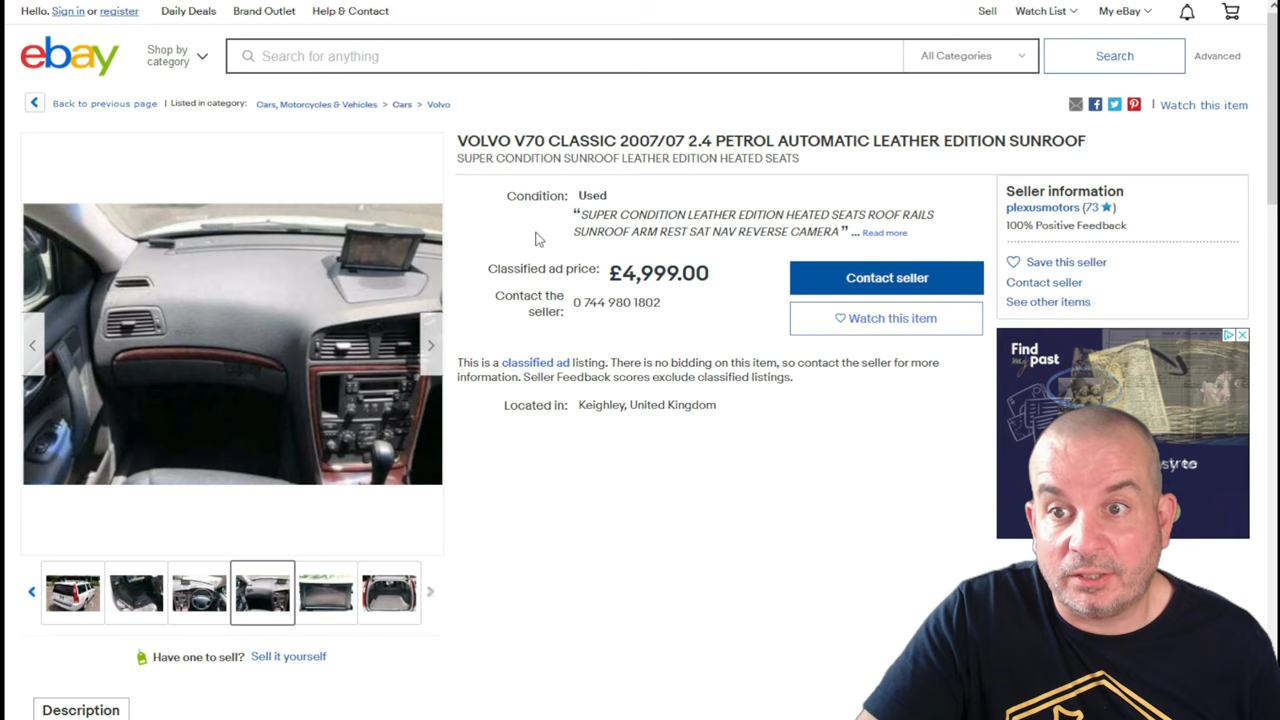 Hello. Sign in or register
Daily Deals
Brand Outlet
Help & Contact
Sell
Watch List
My eBay
ebay
Shop by
category
Search for anything
All Categories
Search
Advanced
Back to previous page | Listed in category: Cars, Motorcycles & Vehicles > Cars > Volvo
| Watch this item
VOLVO V70 CLASSIC 2007/07 2.4 PETROL AUTOMATIC LEATHER EDITION SUNROOF
SUPER CONDITION SUNROOF LEATHER EDITION HEATED SEATS
Condition: Used
“SUPER CONDITION LEATHER EDITION HEATED SEATS ROOF RAILS
SUNROOF ARM REST SAT NAV REVERSE CAMERA” ... Read more
Classified ad price: £4,999.00
Contact the
seller:
0 744 980 1802
Contact seller
Watch this item
This is a classified ad listing. There is no bidding on this item, so contact the seller for more
information. Seller Feedback scores exclude classified listings.
Located in: Keighley, United Kingdom
Seller information
plexusmotors (73 ★)
100% Positive Feedback
Save this seller
Contact seller
See other items
Find
my past
Have one to sell? Sell it yourself
Description